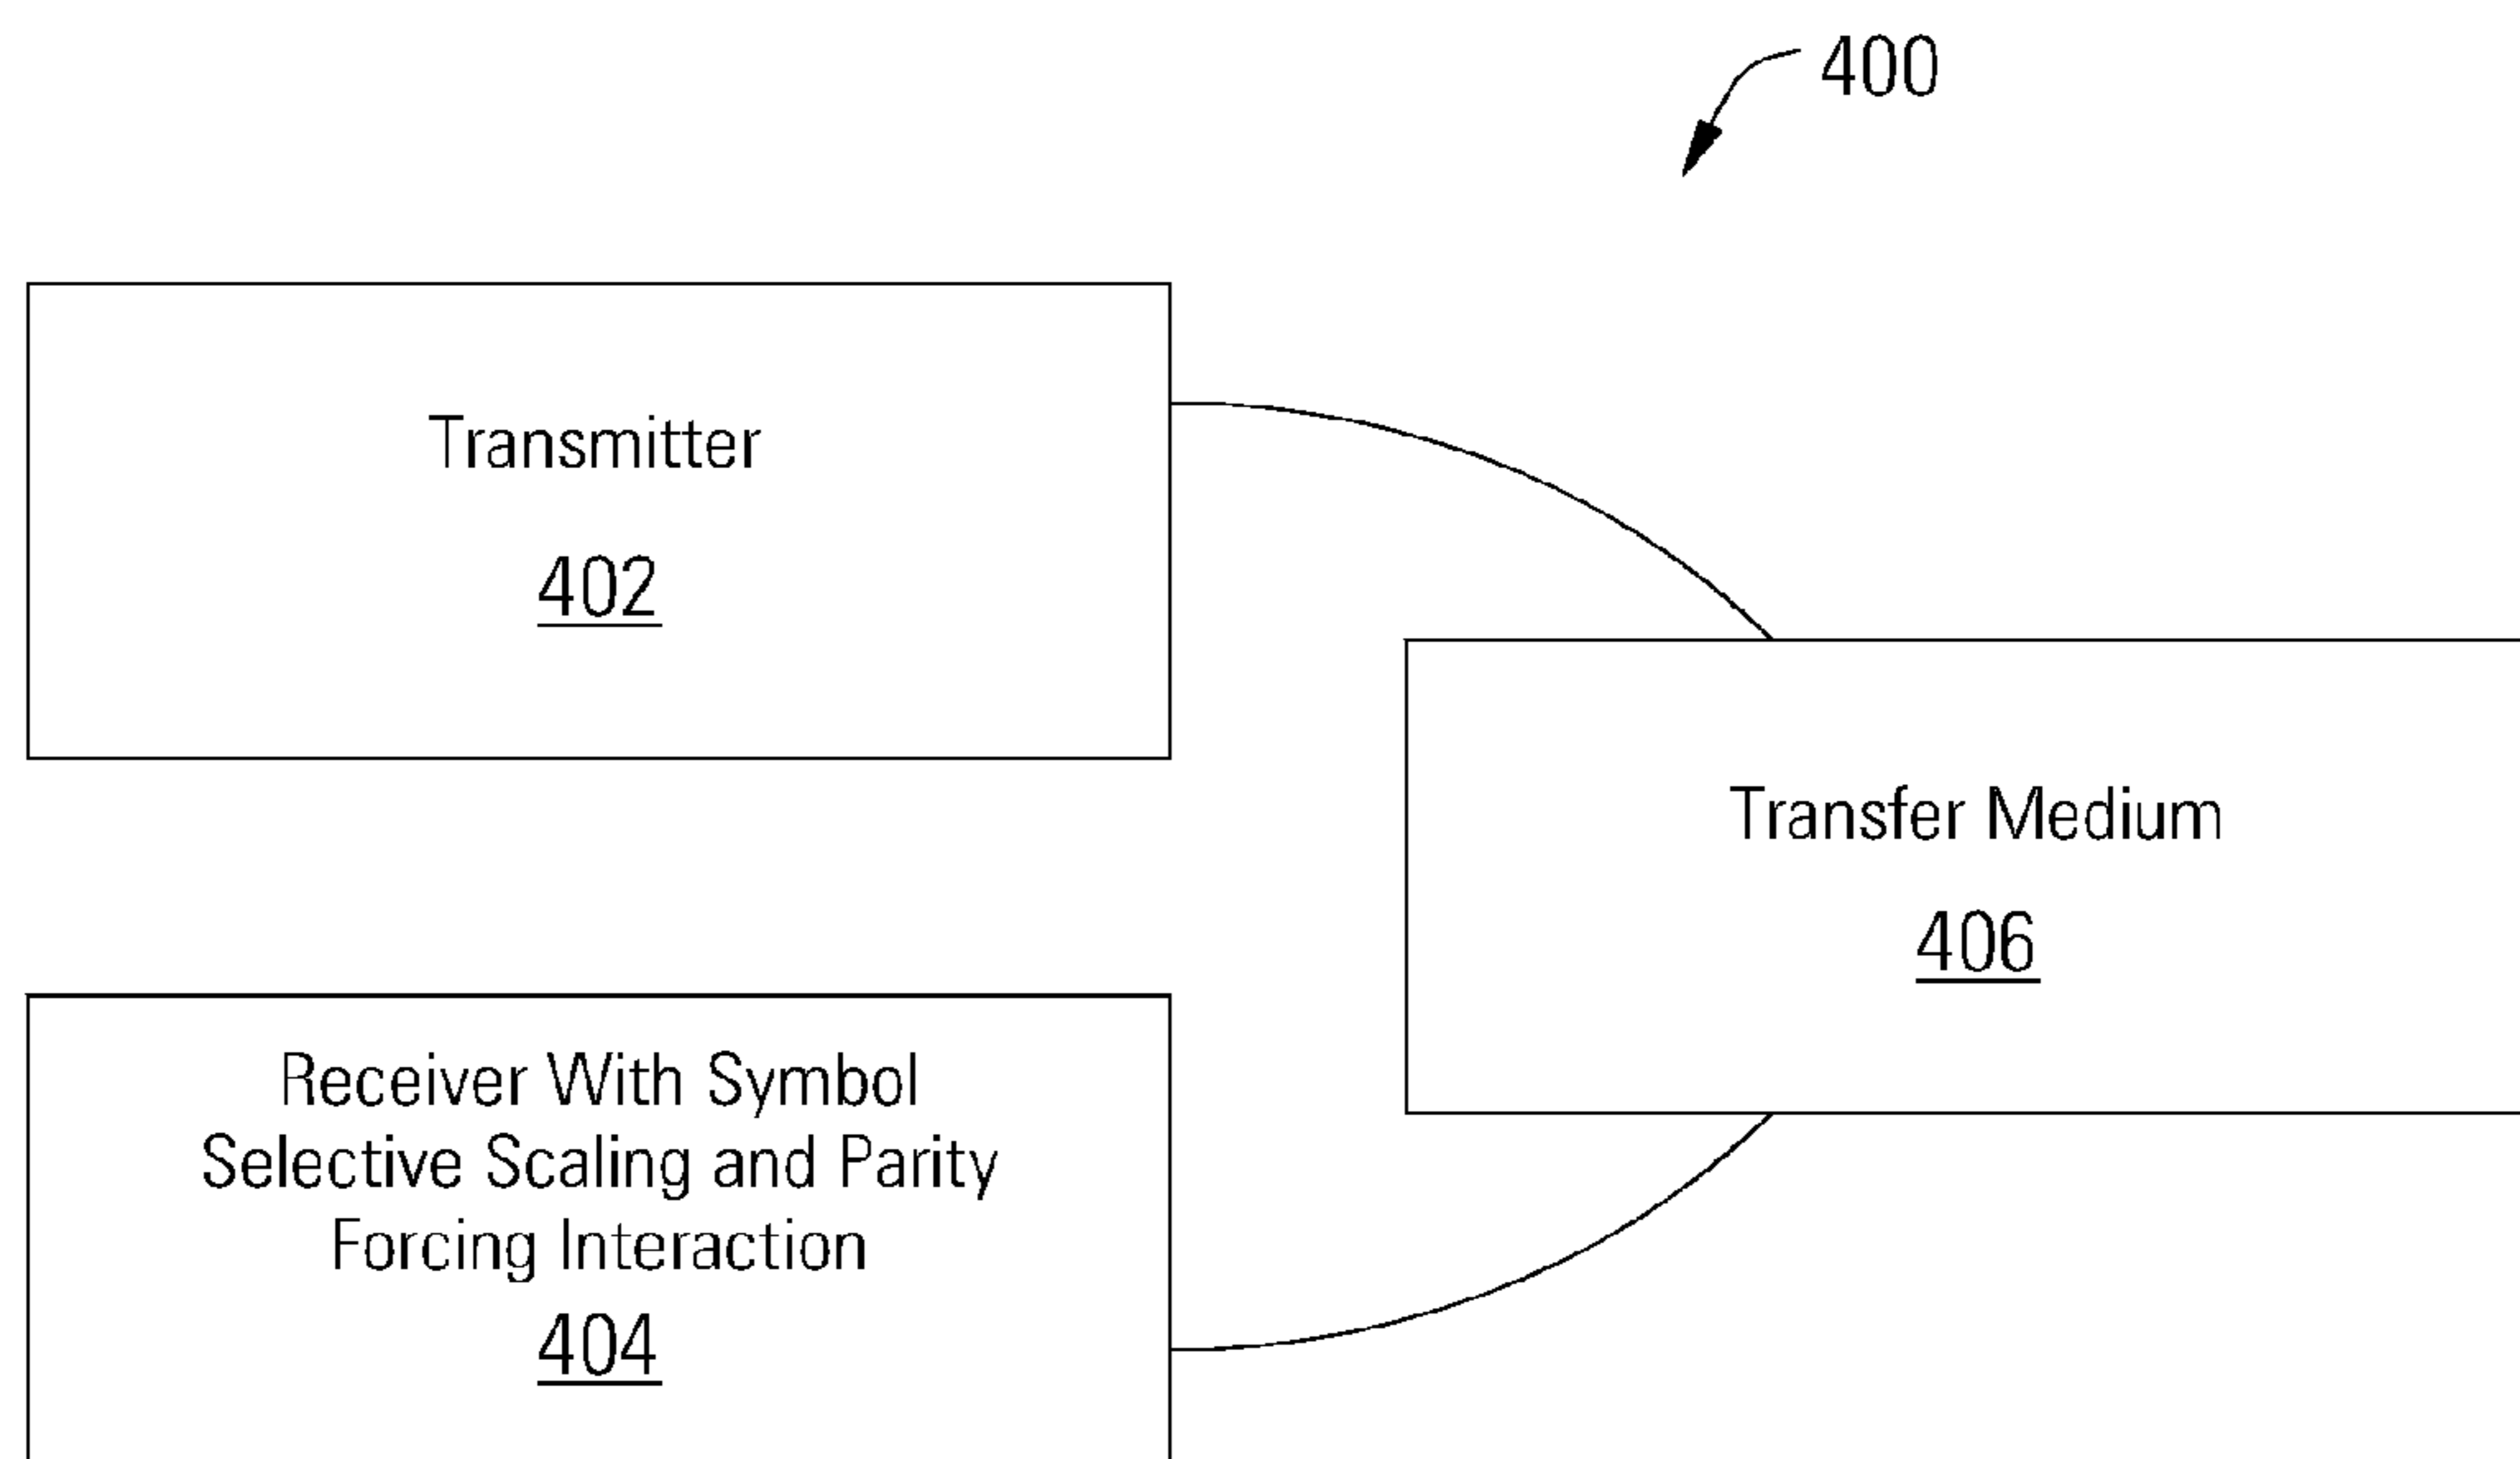 400
Transmitter
402
Transfer Medium
406
Receiver With Symbol
Selective Scaling and Parity
Forcing Interaction
404